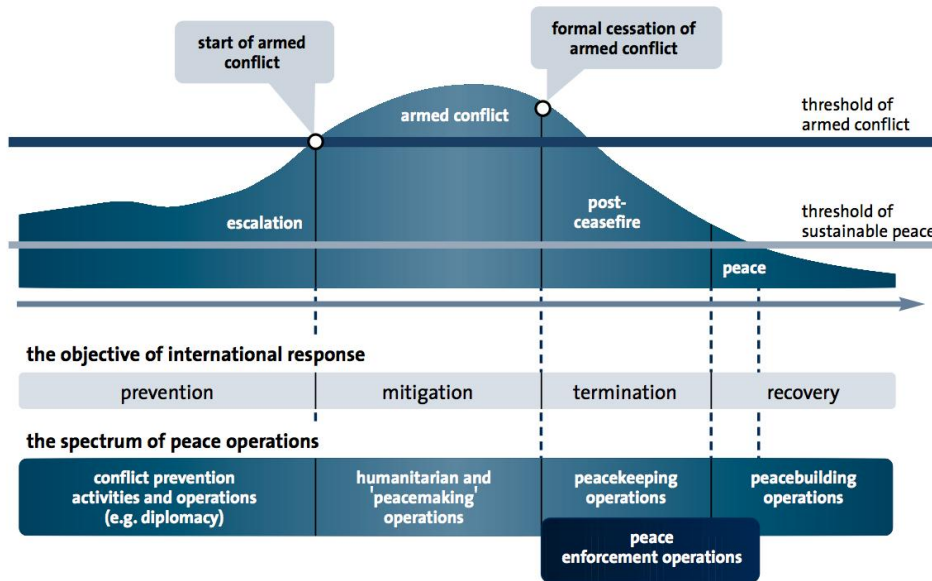 start of armed
conflict
formal cessation of
armed conflict
armed conflict
threshold of
armed conflict
escalation
post-
ceasefire
threshold of
sustainable peace
peace
the objective of international response
prevention
mitigation
termination
recovery
the spectrum of peace operations
conflict prevention
activities and operations
(e.g. diplomacy)
humanitarian and
'peacemaking'
operations
peacekeeping
operations
peacebuilding
operations
peace
enforcement operations